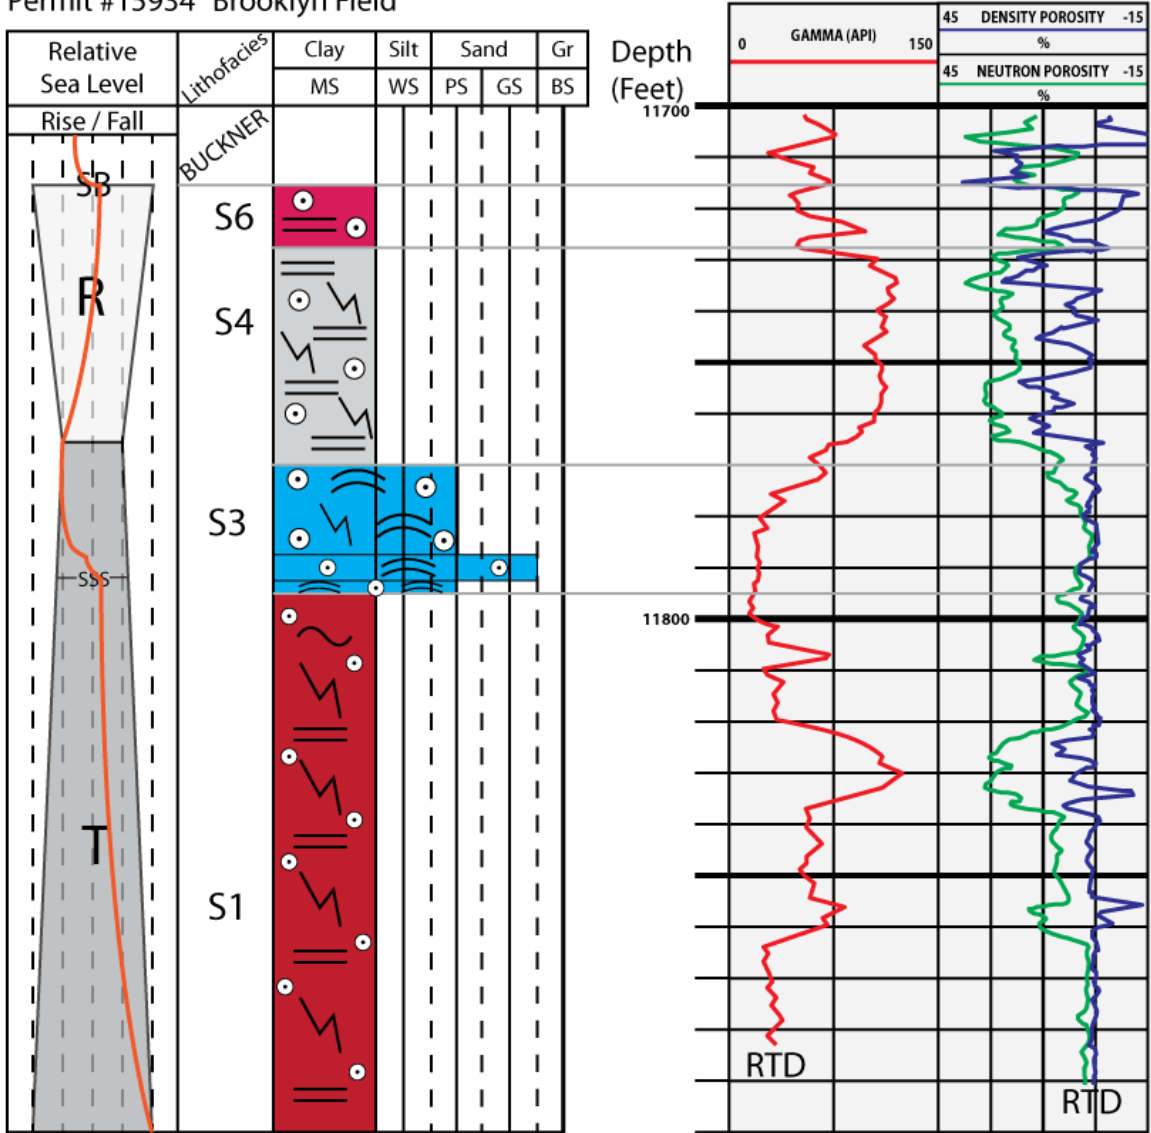 Permit #15934 Brooklyn Field
Relative
Sea Level
Rise / Fall
Lithofacies
Clay
Silt
Sand
Gr
MS
WS
PS
GS
BS
Depth
(Feet)
0
GAMMA (API)
150
45
DENSITY POROSITY
-15
%
45
NEUTRON POROSITY
-15
%
11700
BUCKNER
SB
S6
R
S4
S3
SSS
11800
T
S1
RTD
RTD